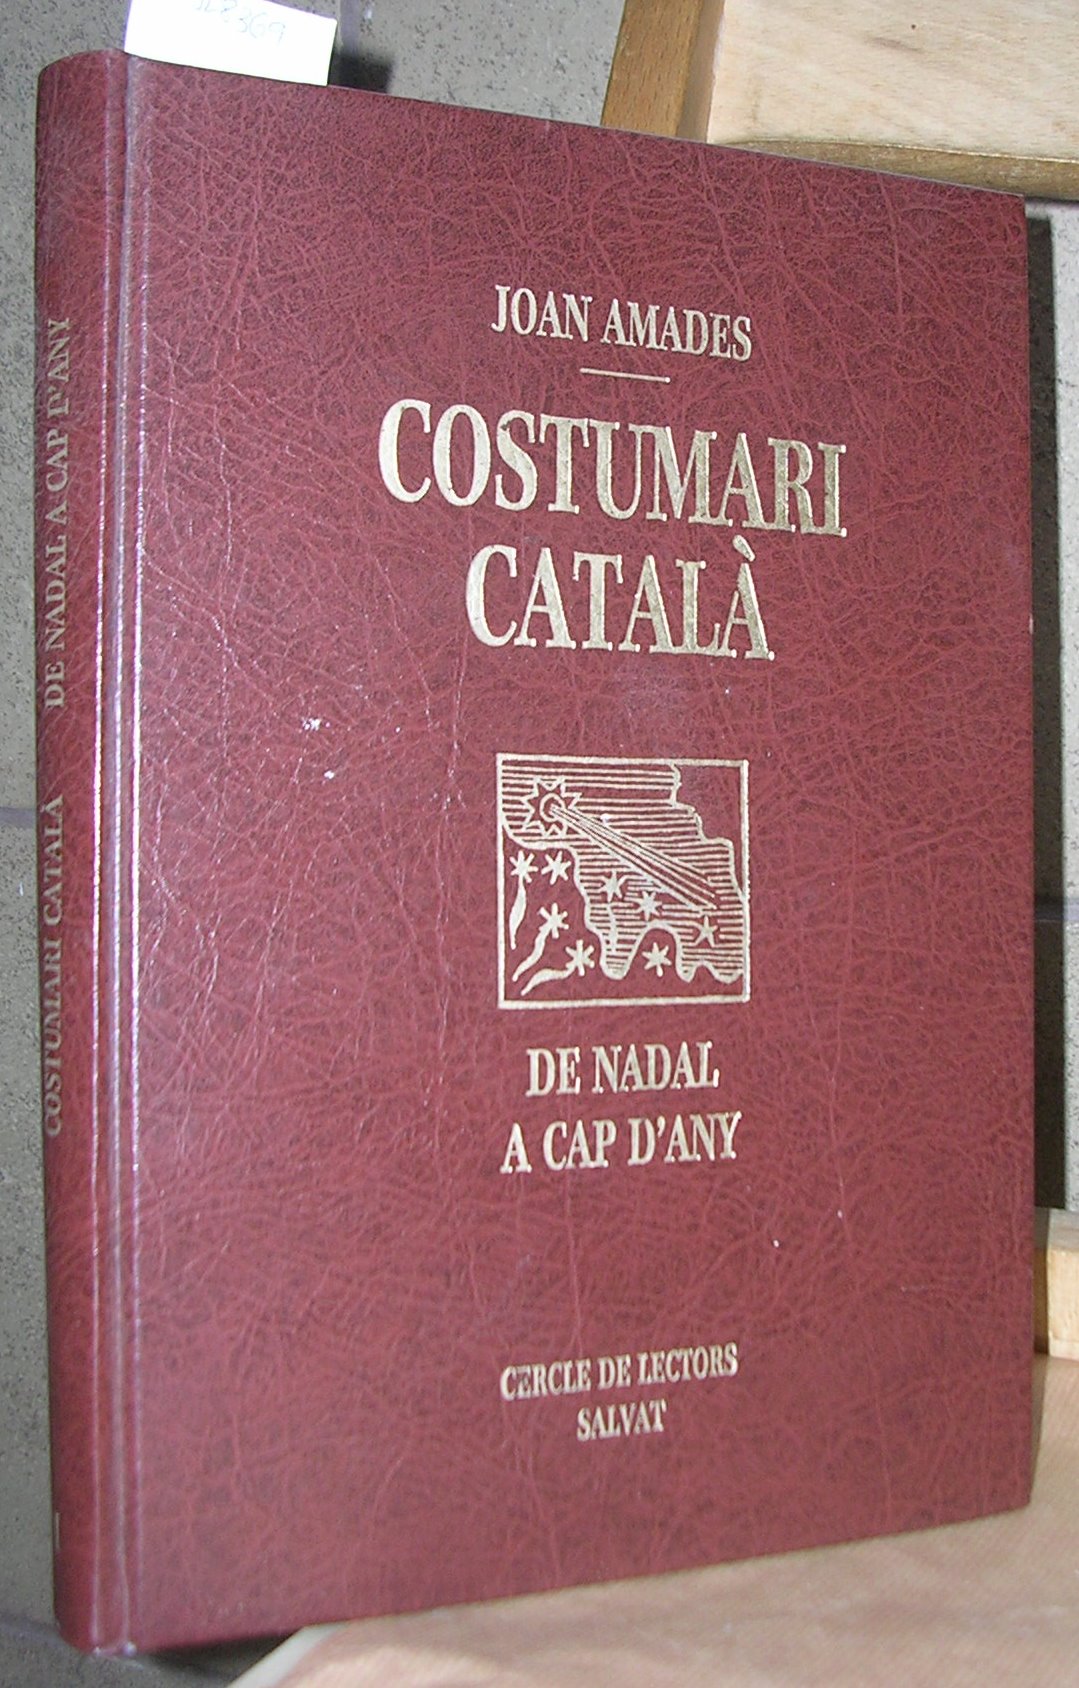 JOAN AMADES
COSTUMARI
CATALÀ
DE NADAL
A CAP D'ANY
CERCLE DE LECTORS
SALVAT
COSTUMARI CATALÀ DE NADAL A CAP D'ANY